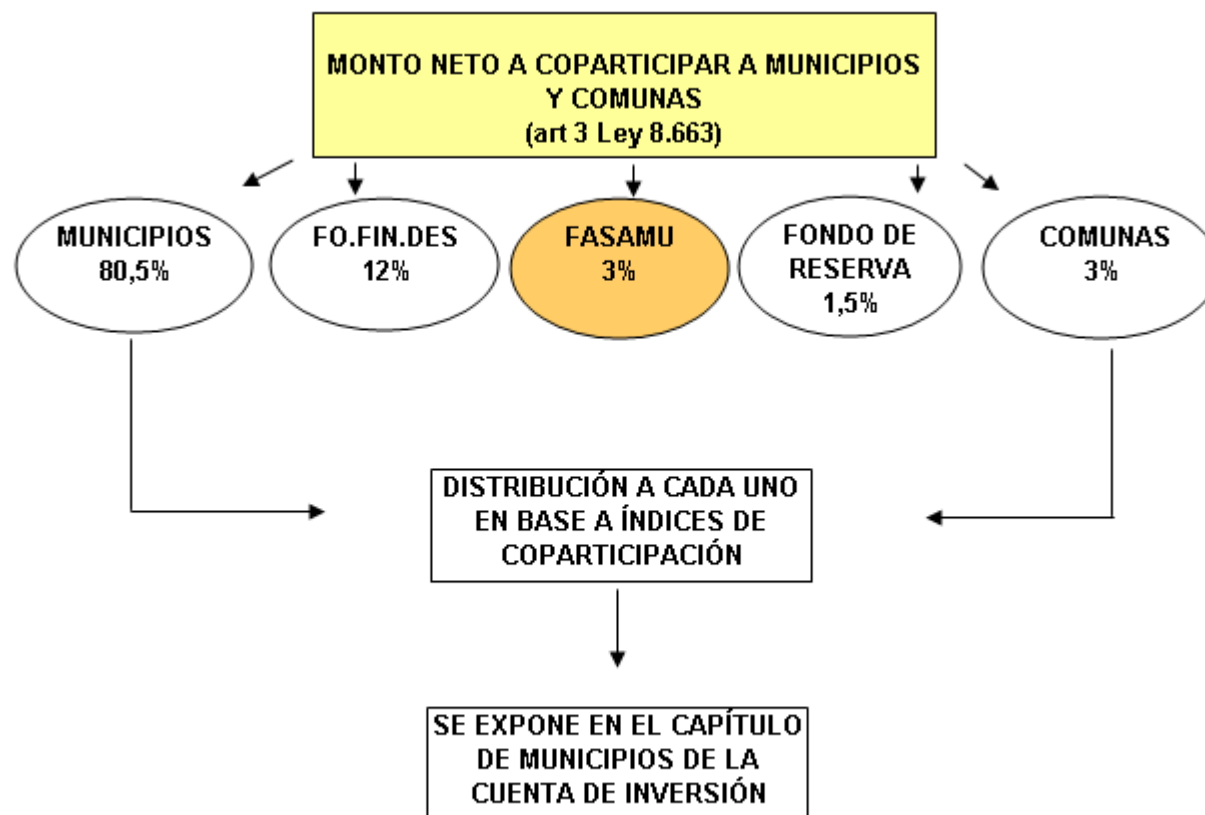 MONTO NETO A COPARTICIPAR A MUNICIPIOS
Y COMUNAS
(art 3 Ley 8.663)
MUNICIPIOS
80,5%
FO.FIN.DES
12%
FASAMU
3%
FONDO DE
RESERVA
1,5%
COMUNAS
3%
DISTRIBUCIÓN A CADA UNO
EN BASE A ÍNDICES DE
COPARTICIPACIÓN
SE EXPONE EN EL CAPÍTULO
DE MUNICIPIOS DE LA
CUENTA DE INVERSIÓN